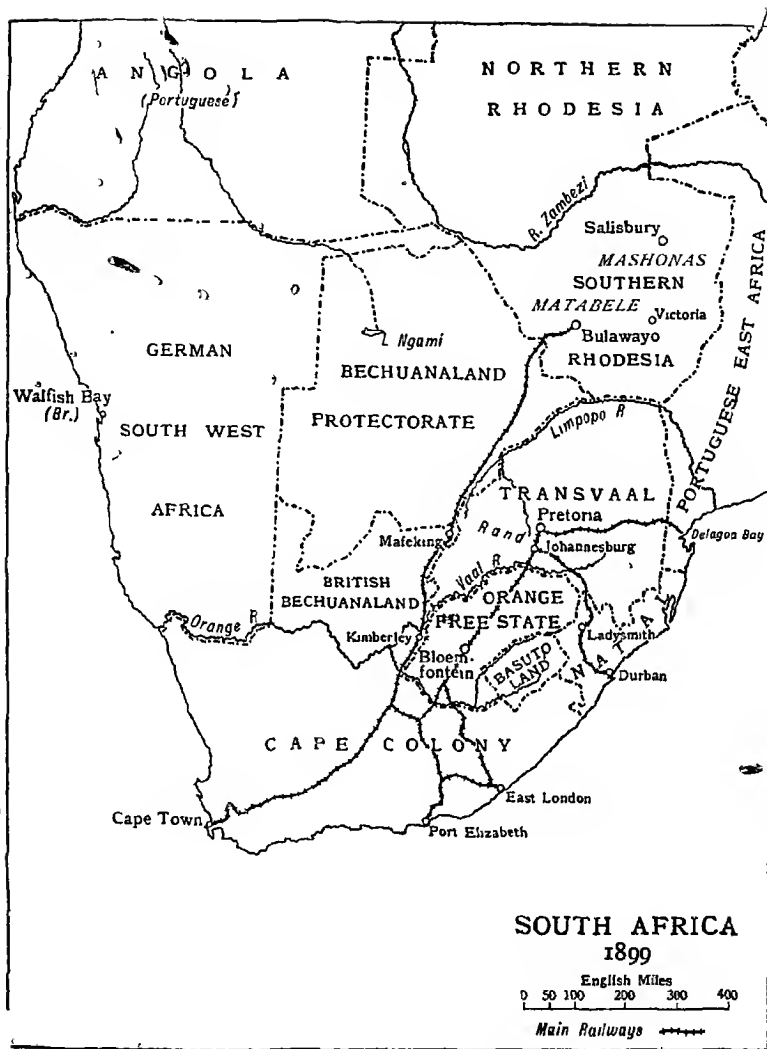 ANGOLA
(Portuguese)
NORTHERN
RHODESIA
R. Zambezi
Salisbury
MASHONAS
SOUTHERN
MATABELE
Victoria
Bulawayo
RHODESIA
PORTUGUESE EAST AFRICA
Ngami
GERMAN
BECHUANALAND
Walfish Bay
(Br.)
SOUTH WEST
PROTECTORATE
Limpopo R
AFRICA
TRANSVAAL
Pretoria
Rand
Delagoa Bay
Mafeking
Johannesburg
Vaal R
BRITISH
BECHUANALAND
ORANGE
FREE STATE
Orange R
Kimberley
Ladysmith
Bloem-
fontein
BASUTO
LAND
NATAL
Durban
CAPE COLONY
East London
Cape Town
Port Elizabeth
SOUTH AFRICA
1899
English Miles
0 50 100 200 300 400
Main Railways